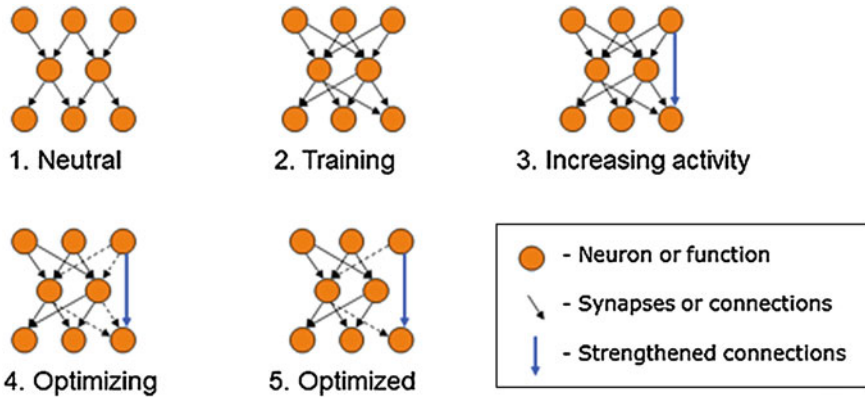 1. Neutral
2. Training
3. Increasing activity
4. Optimizing
5. Optimized
- Neuron or function
- Synapses or connections
- Strengthened connections